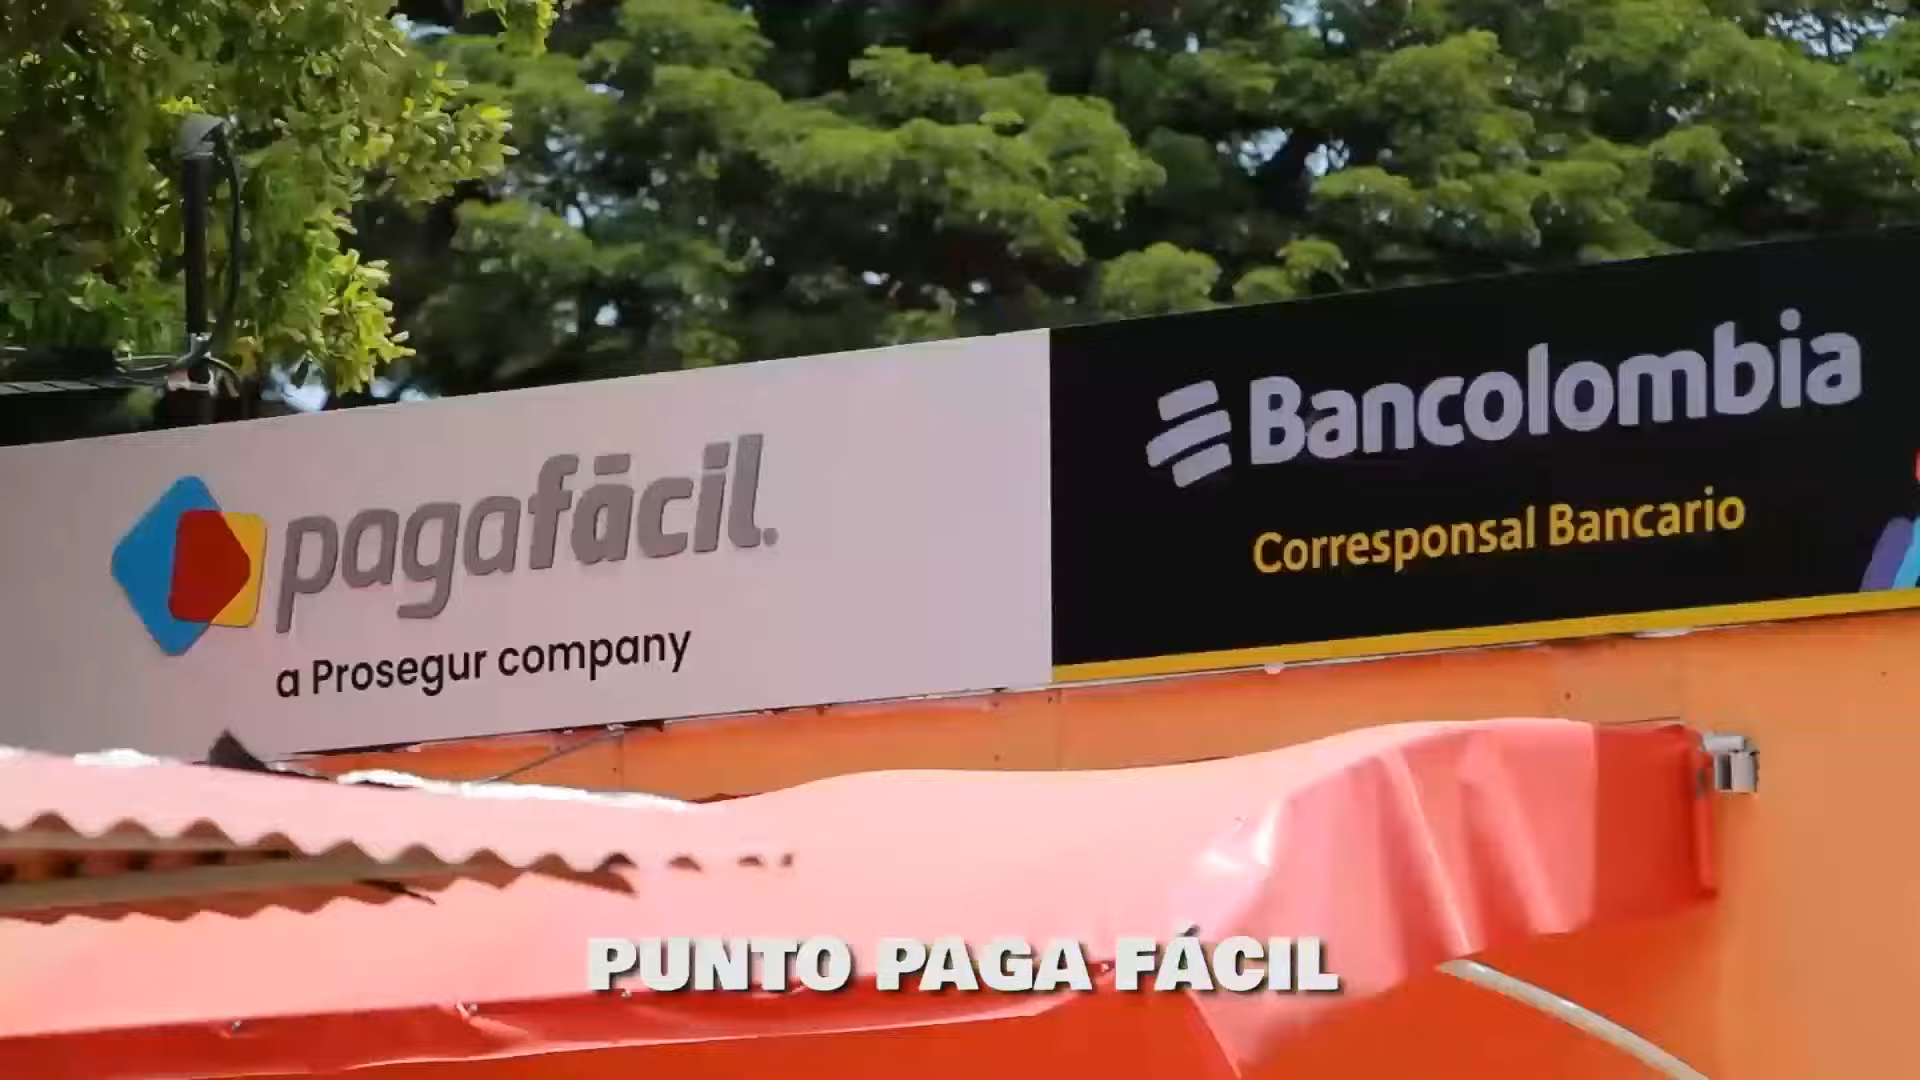 pagafácil.
a Prosegur company
Bancolombia
Corresponsal Bancario
PUNTO PAGA FÁCIL